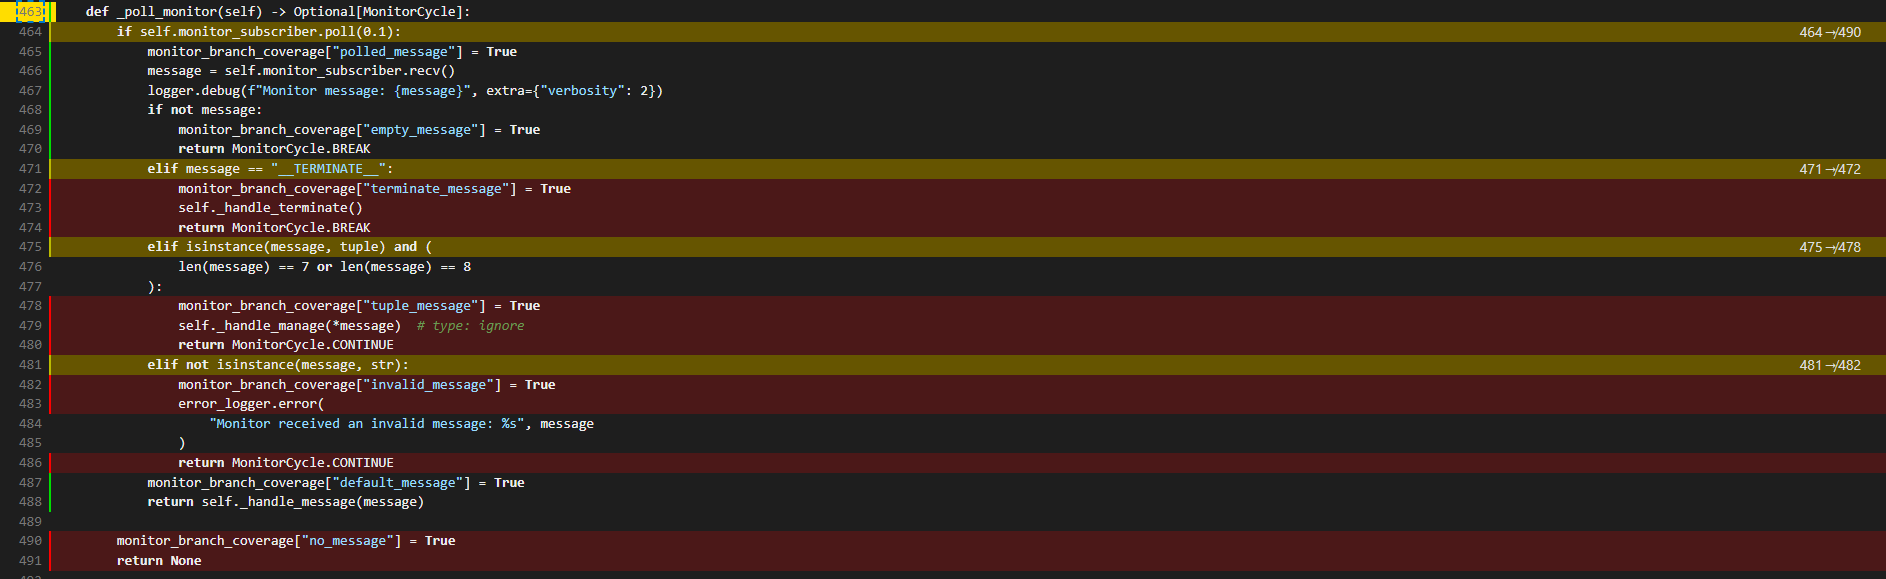 463 def _poll_monitor(self) -> Optional[MonitorCycle]:
464 if self.monitor_subscriber.poll(0.1): 464↛490
465 monitor_branch_coverage["polled_message"] = True
466 message = self.monitor_subscriber.recv()
467 logger.debug(f"Monitor message: {message}", extra={"verbosity": 2})
468 if not message:
469 monitor_branch_coverage["empty_message"] = True
470 return MonitorCycle.BREAK
471 elif message == "__TERMINATE__": 471↛472
472 monitor_branch_coverage["terminate_message"] = True
473 self._handle_terminate()
474 return MonitorCycle.BREAK
475 elif isinstance(message, tuple) and ( 475↛478
476 len(message) == 7 or len(message) == 8
477 ):
478 monitor_branch_coverage["tuple_message"] = True
479 self._handle_manage(*message)  # type: ignore
480 return MonitorCycle.CONTINUE
481 elif not isinstance(message, str): 481↛482
482 monitor_branch_coverage["invalid_message"] = True
483 error_logger.error(
484 "Monitor received an invalid message: %s", message
485 )
486 return MonitorCycle.CONTINUE
487 monitor_branch_coverage["default_message"] = True
488 return self._handle_message(message)
489
490 monitor_branch_coverage["no_message"] = True
491 return None